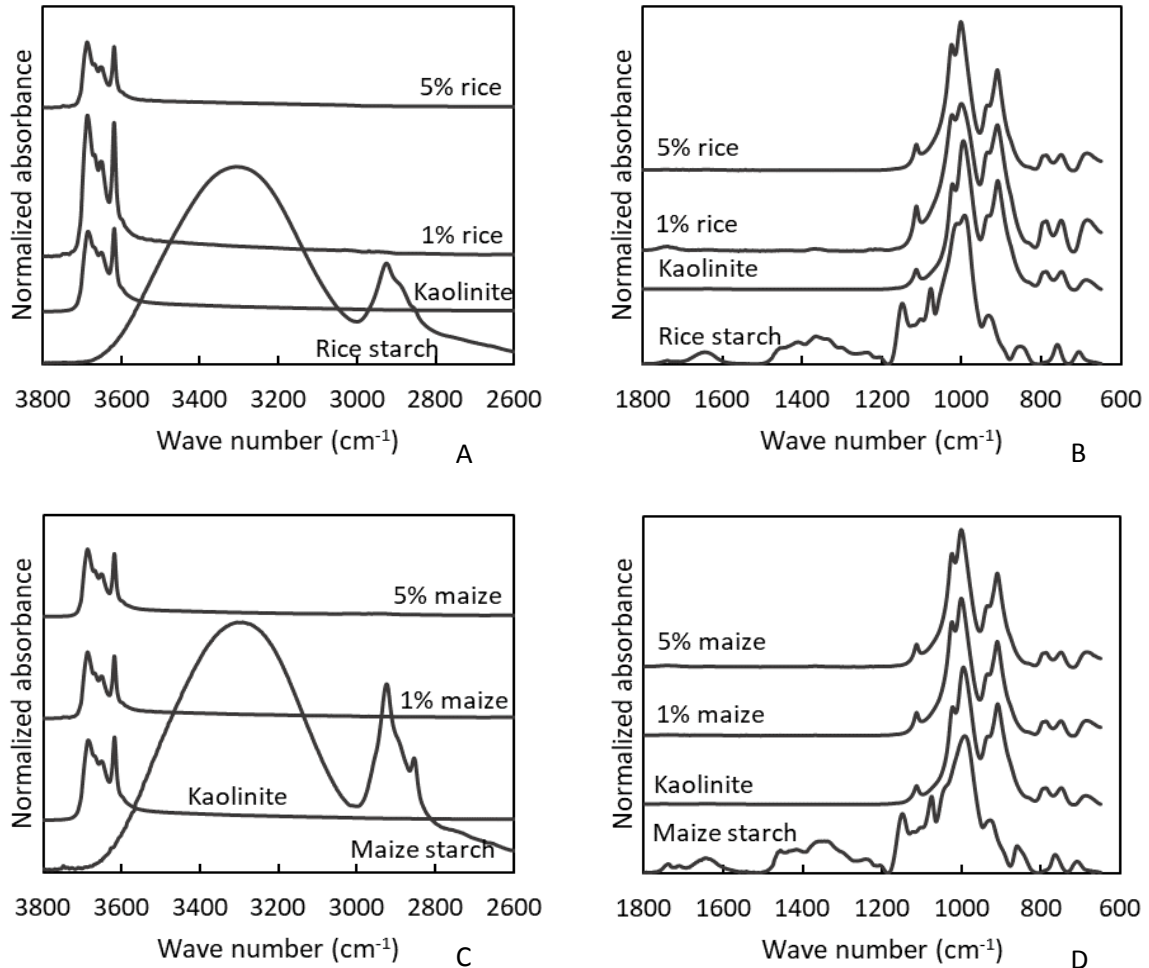 Normalized absorbance
5% rice
1% rice
Kaolinite
Rice starch
3800 3600 3400 3200 3000 2800 2600
Wave number (cm⁻¹)
A
Normalized absorbance
5% rice
1% rice
Kaolinite
Rice starch
1800 1600 1400 1200 1000 800 600
Wave number (cm⁻¹)
B
Normalized absorbance
5% maize
1% maize
Kaolinite
Maize starch
3800 3600 3400 3200 3000 2800 2600
Wave number (cm⁻¹)
C
Normalized absorbance
5% maize
1% maize
Kaolinite
Maize starch
1800 1600 1400 1200 1000 800 600
Wave number (cm⁻¹)
D